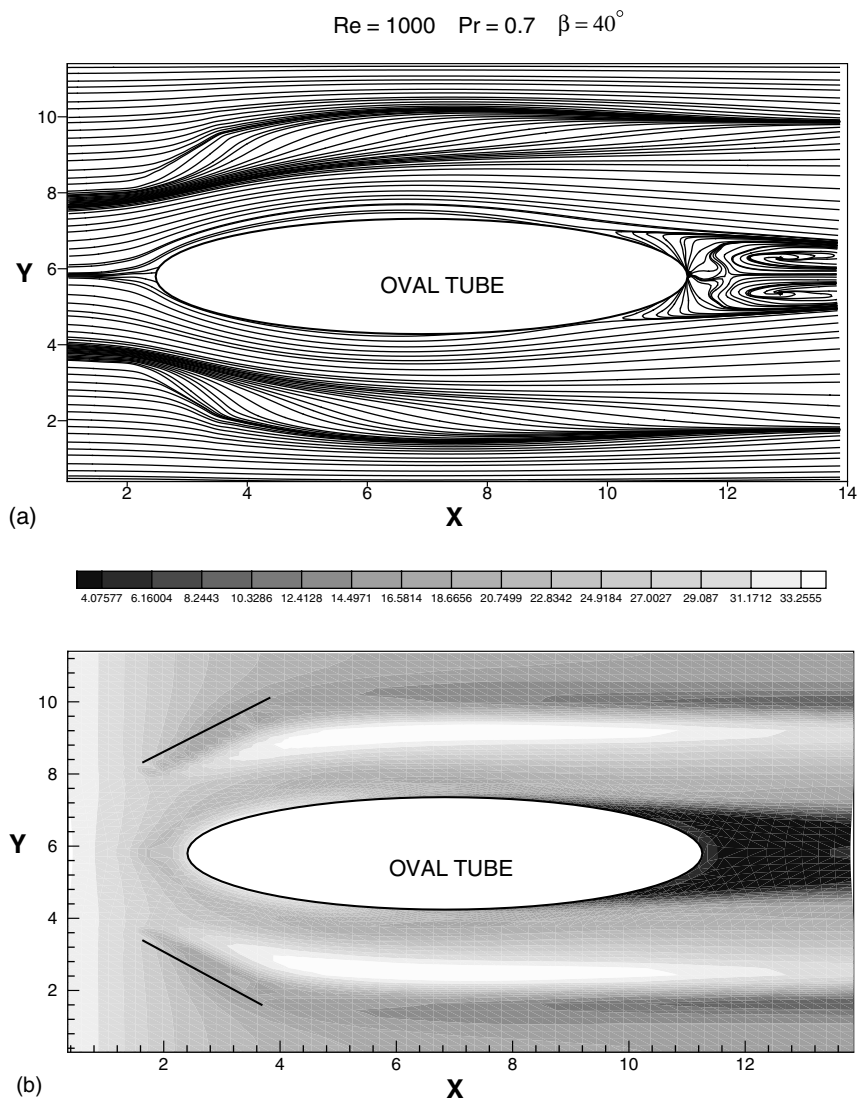 Re = 1000 Pr = 0.7 β = 40°
10
8
Y
6
OVAL TUBE
4
2
2 4 6 8 10 12 14
(a)
X
4.07577 6.16004 8.2443 10.3286 12.4128 14.4971 16.5814 18.6656 20.7499 22.8342 24.9184 27.0027 29.087 31.1712 33.2555
10
8
Y
6
OVAL TUBE
4
2
2 4 6 8 10 12
(b)
X